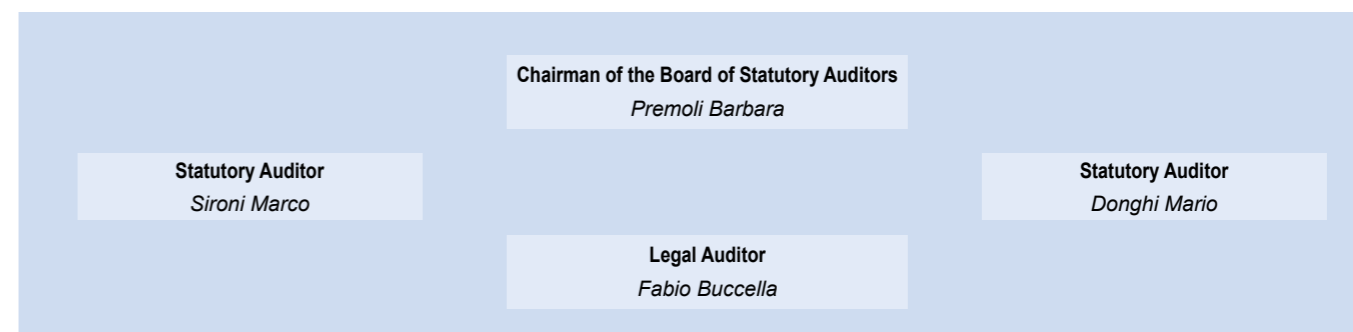 Chairman of the Board of Statutory Auditors
Premoli Barbara
Statutory Auditor
Sironi Marco
Statutory Auditor
Donghi Mario
Legal Auditor
Fabio Buccella